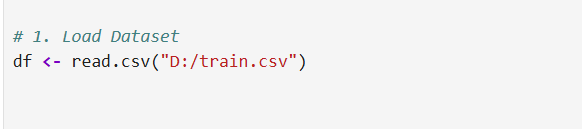 # 1. Load Dataset
df <- read.csv("D:/train.csv")